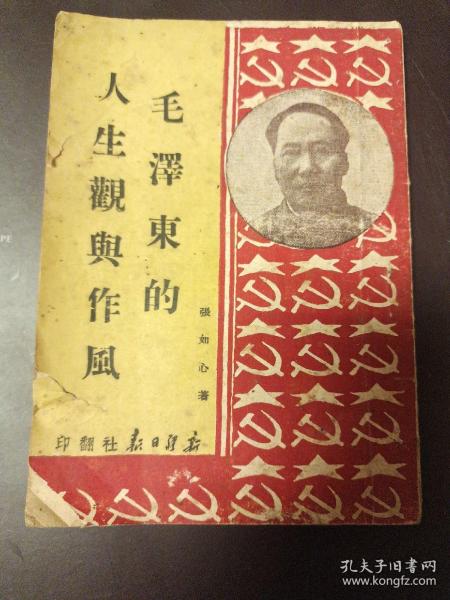 毛澤東的
人生觀與作風
張如心著
印翻社報日路新
孔夫子旧书网
www.kongfz.com